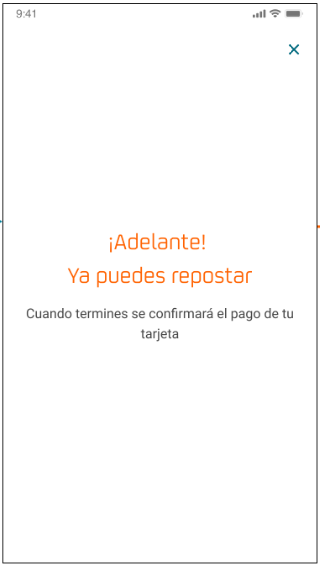 9:41
¡Adelante!
Ya puedes repostar
Cuando termines se confirmará el pago de tu
tarjeta